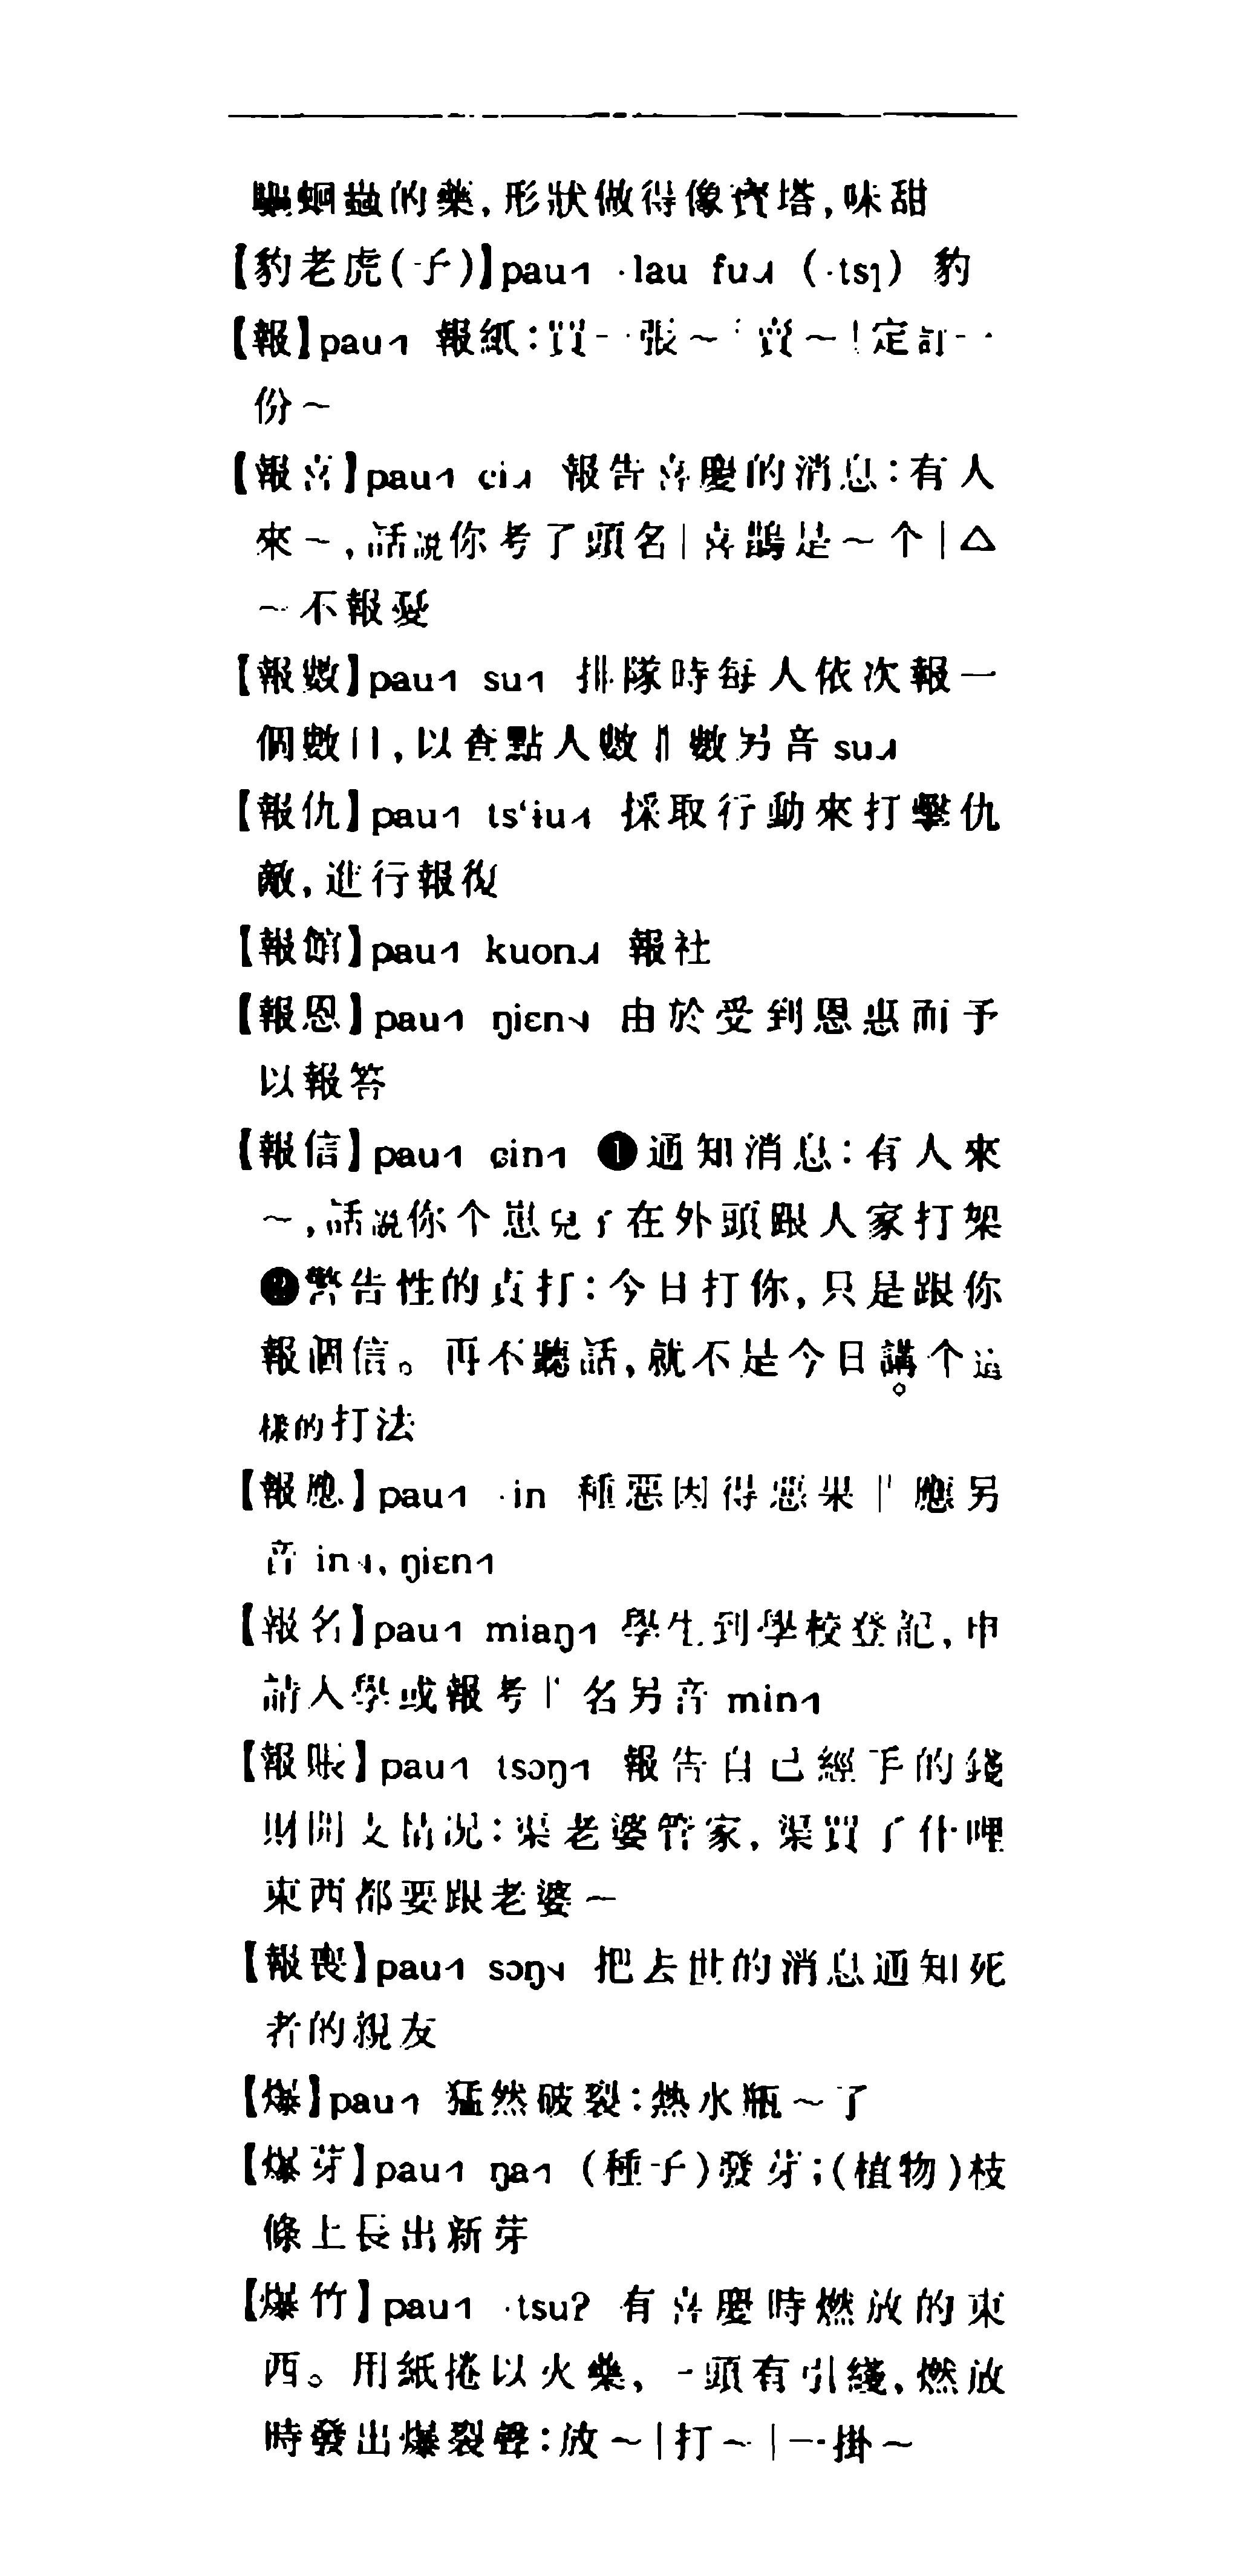 驅蛔蟲的藥，形狀做得像寶塔，味甜
【豹老虎(子)】pau˧˥ ·lau fu˨˩˧ (·tsɿ) 豹
【報】pau˧˥ 報紙：買一張～｜賣～｜定訂一
份～
【報喜】pau˧˥ ɕi˨˩˧ 報告喜慶的消息：有人
來～，話説你考了頭名｜喜鵲是～个｜△
～不報憂
【報數】pau˧˥ su˧˥ 排隊時每人依次報一
個數目，以查點人數‖數另音 su˨˩˧
【報仇】pau˧˥ tsʻiu˨˦ 採取行動來打擊仇
敵，進行報復
【報館】pau˧˥ kuon˨˩˧ 報社
【報恩】pau˧˥ ŋiɛn˦˨ 由於受到恩惠而予
以報答
【報信】pau˧˥ ɕin˧˥ ❶通知消息：有人來
～，話説你个崽兒了在外頭跟人家打架
❷警告性的責打：今日打你，只是跟你
報個信。再不聽話，就不是今日講个這
樣的打法
【報應】pau˧˥ ·in 種惡因得惡果‖應另
音 in˦˨，ŋiɛn˧˥
【報名】pau˧˥ miaŋ˧˥ 學生到學校登記，申
請入學或報考‖名另音 min˧˥
【報賬】pau˧˥ tsɔŋ˧˥ 報告自己經手的錢
財開支情况：渠老婆管家，渠買了什哩
東西都要跟老婆～
【報喪】pau˧˥ sɔŋ˦˨ 把去世的消息通知死
者的親友
【爆】pau˧˥ 猛然破裂：熱水瓶～了
【爆芽】pau˧˥ ŋa˧˥ (種子)發芽；(植物)枝
條上長出新芽
【爆竹】pau˧˥ ·tsuʔ 有喜慶時燃放的東
西。用紙捲以火藥，一頭有引綫，燃放
時發出爆裂聲：放～｜打～｜一掛～